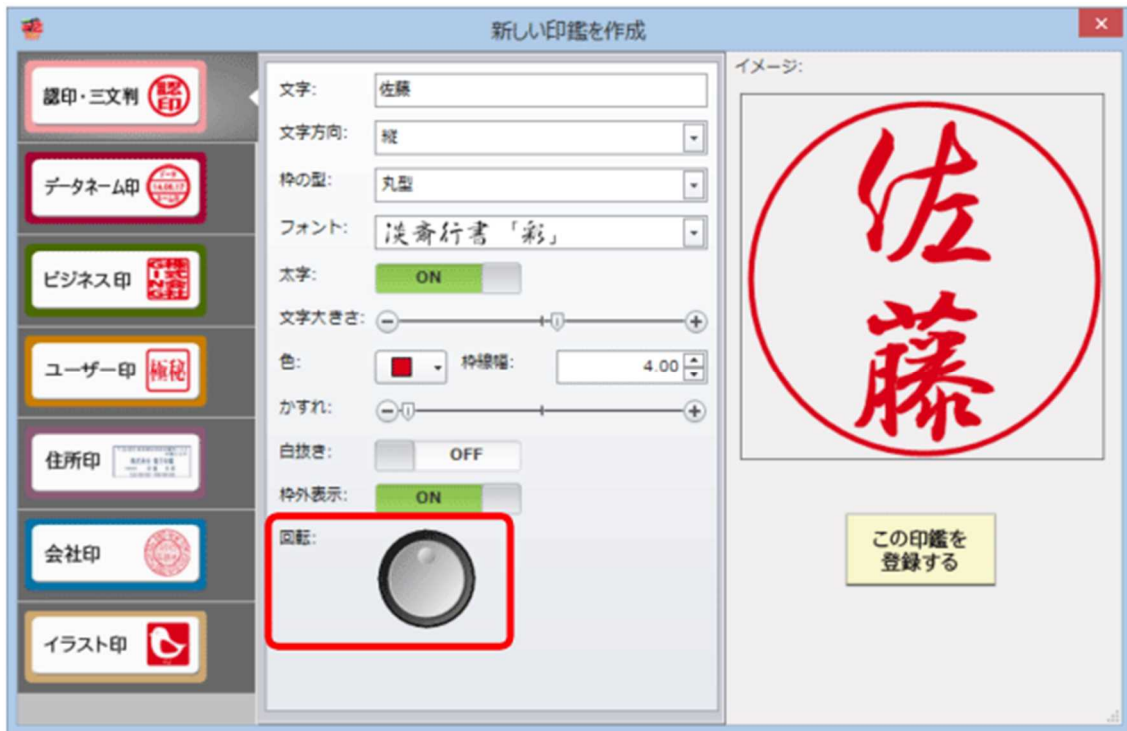 新しい印鑑を作成
認印・三文判
認印
データネーム印
ビジネス印
ユーザー印
極秘
住所印
会社印
イラスト印
文字:
佐藤
文字方向:
縦
枠の型:
丸型
フォント:
淡斎行書「彩」
太字:
ON
文字大きさ:
色:
枠線幅:
4.00
かすれ:
白抜き:
OFF
枠外表示:
ON
回転:
イメージ:
佐
藤
この印鑑を
登録する